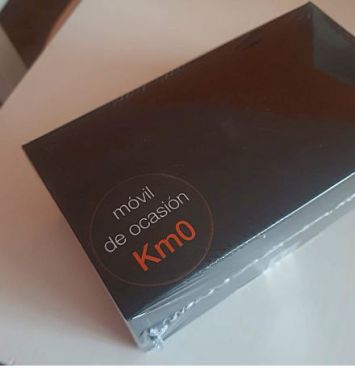 móvil
de ocasión
Km0